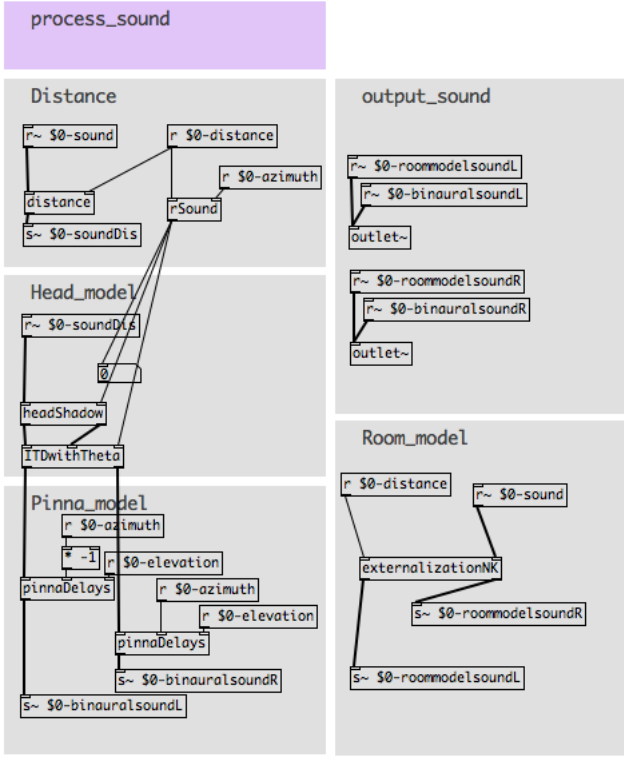 process_sound
Distance
r~ $0-sound
r $0-distance
r $0-azimuth
distance
rSound
s~ $0-soundDis
Head_model
r~ $0-soundDis
0
headShadow
ITDwithTheta
Pinna_model
r $0-azimuth
* -1
r $0-elevation
pinnaDelays
r $0-azimuth
r $0-elevation
pinnaDelays
s~ $0-binauralsoundR
s~ $0-binauralsoundL
output_sound
r~ $0-roommodelsoundL
r~ $0-binauralsoundL
outlet~
r~ $0-roommodelsoundR
r~ $0-binauralsoundR
outlet~
Room_model
r $0-distance
r~ $0-sound
externalizationNK
s~ $0-roommodelsoundR
s~ $0-roommodelsoundL